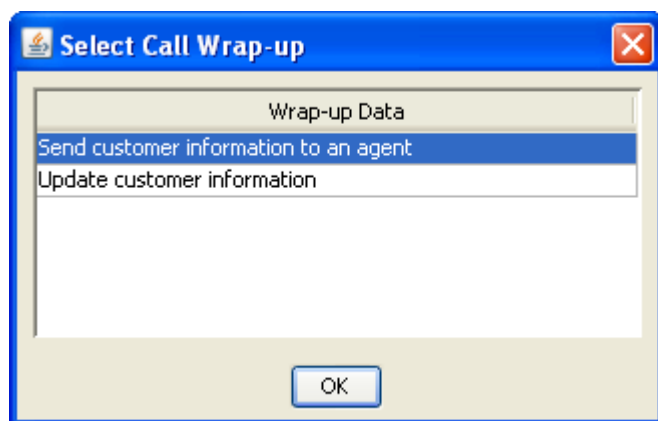 Select Call Wrap-up
Wrap-up Data
Send customer information to an agent
Update customer information
OK